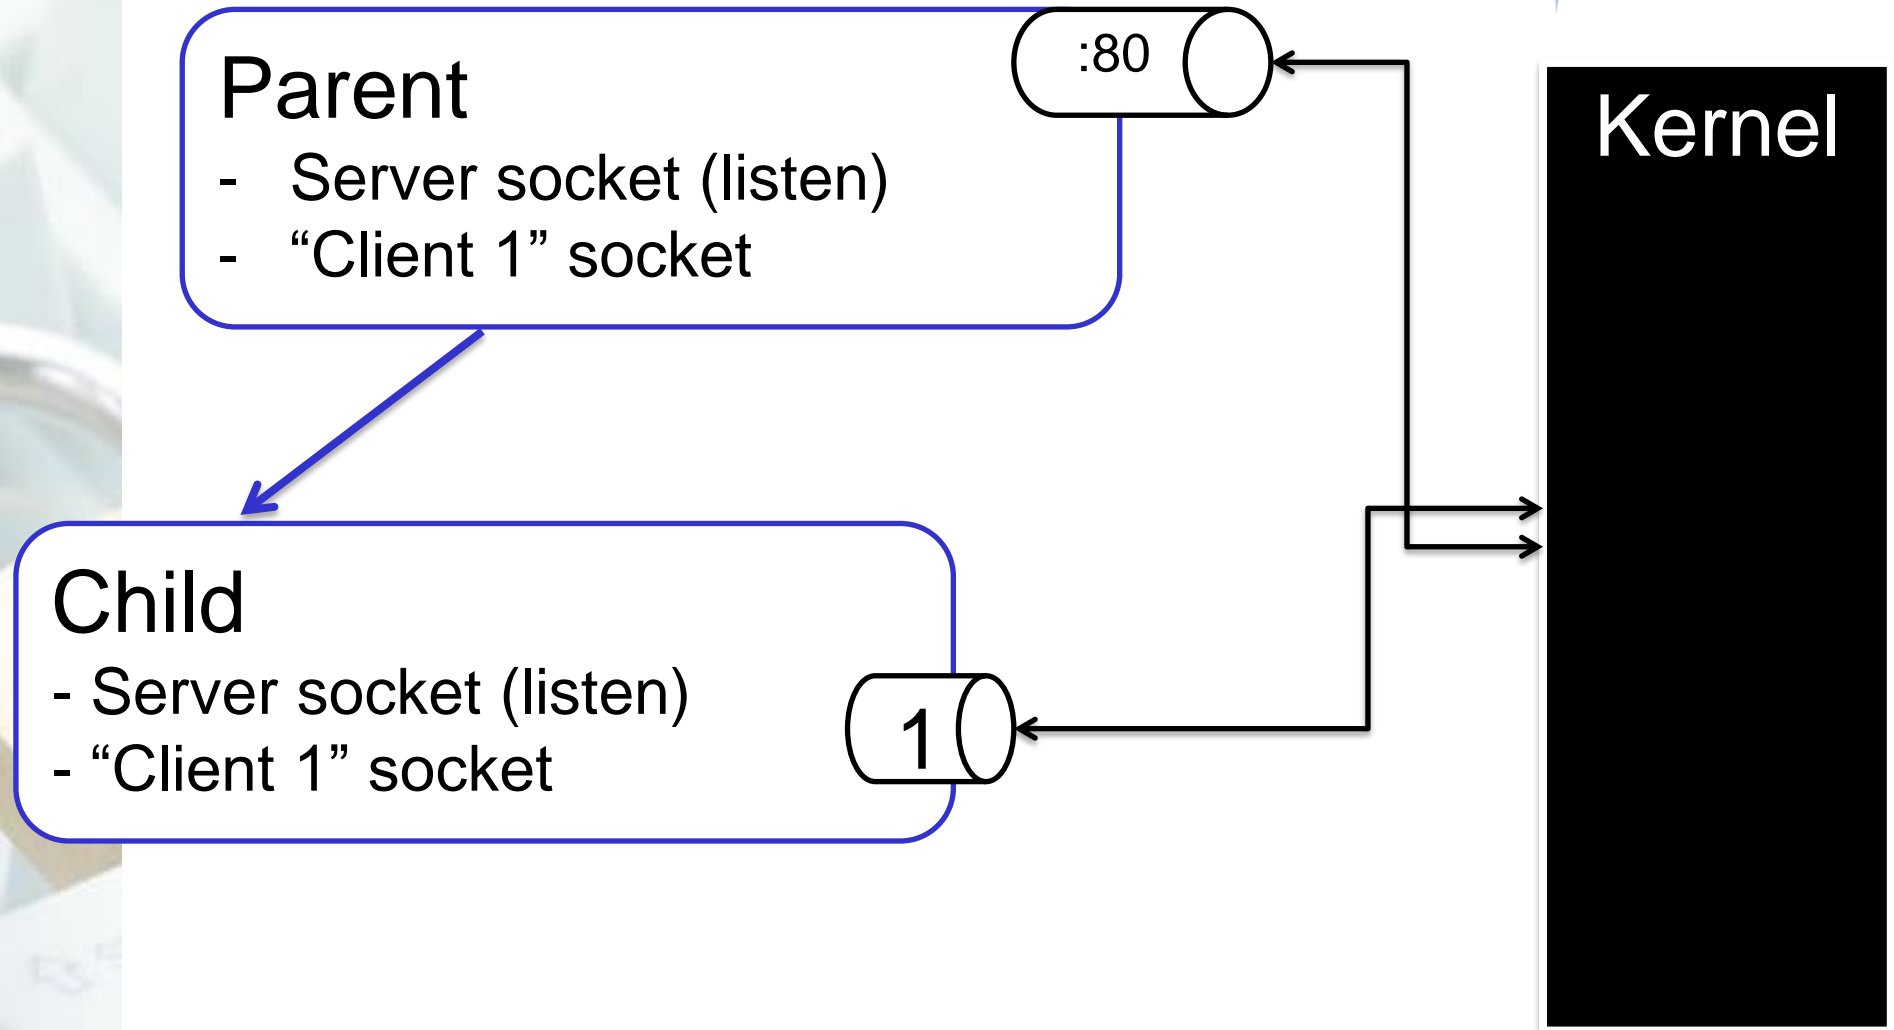 :80
Parent
- Server socket (listen)
- “Client 1” socket
Kernel
Child
- Server socket (listen)
- “Client 1” socket
1